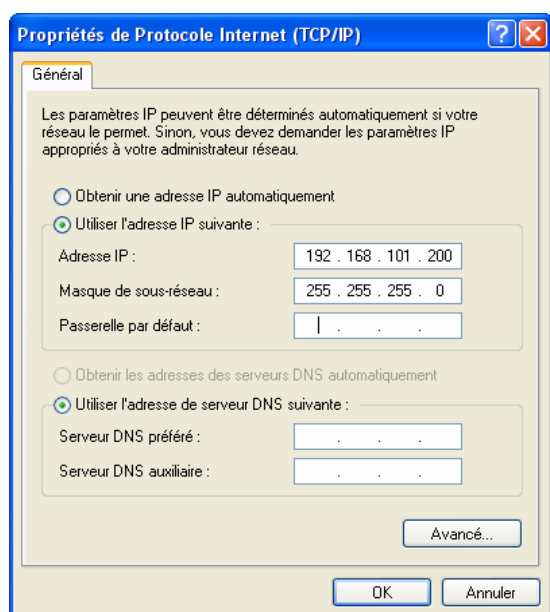 Propriétés de Protocole Internet (TCP/IP)
Général
Les paramètres IP peuvent être déterminés automatiquement si votre
réseau le permet. Sinon, vous devez demander les paramètres IP
appropriés à votre administrateur réseau.
Obtenir une adresse IP automatiquement
Utiliser l'adresse IP suivante :
Adresse IP : 192 . 168 . 101 . 200
Masque de sous-réseau : 255 . 255 . 255 . 0
Passerelle par défaut : . . .
Obtenir les adresses des serveurs DNS automatiquement
Utiliser l'adresse de serveur DNS suivante :
Serveur DNS préféré : . . .
Serveur DNS auxiliaire : . . .
Avancé...
OK Annuler